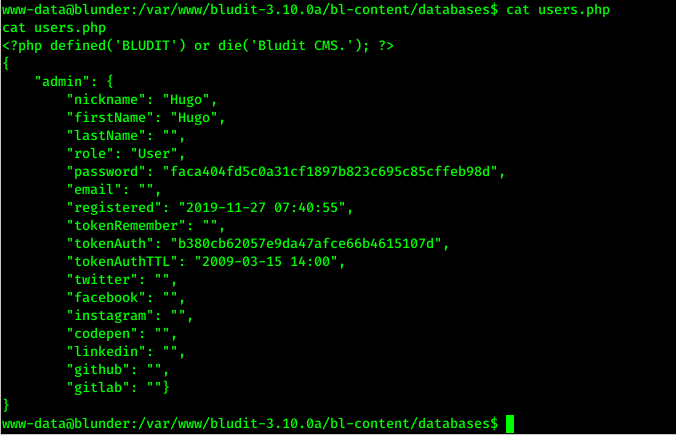 www-data@blunder:/var/www/bludit-3.10.0a/bl-content/databases$ cat users.php
cat users.php
<?php defined('BLUDIT') or die('Bludit CMS.'); ?>
{
    "admin": {
        "nickname": "Hugo",
        "firstName": "Hugo",
        "lastName": "",
        "role": "User",
        "password": "faca404fd5c0a31cf1897b823c695c85cffeb98d",
        "email": "",
        "registered": "2019-11-27 07:40:55",
        "tokenRemember": "",
        "tokenAuth": "b380cb62057e9da47afce66b4615107d",
        "tokenAuthTTL": "2009-03-15 14:00",
        "twitter": "",
        "facebook": "",
        "instagram": "",
        "codepen": "",
        "linkedin": "",
        "github": "",
        "gitlab": ""}
}
www-data@blunder:/var/www/bludit-3.10.0a/bl-content/databases$